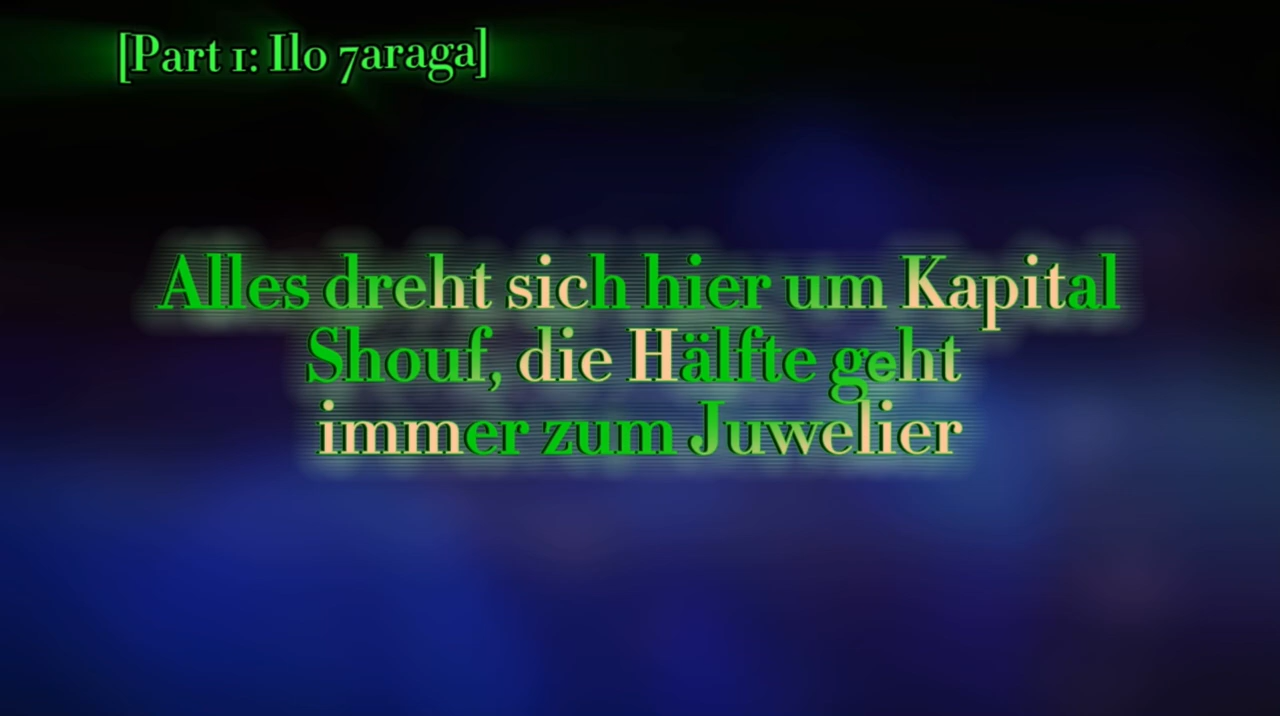 [Part 1: Ilo 7araga]
Alles dreht sich hier um Kapital
Shouf, die Hälfte geht
immer zum Juwelier